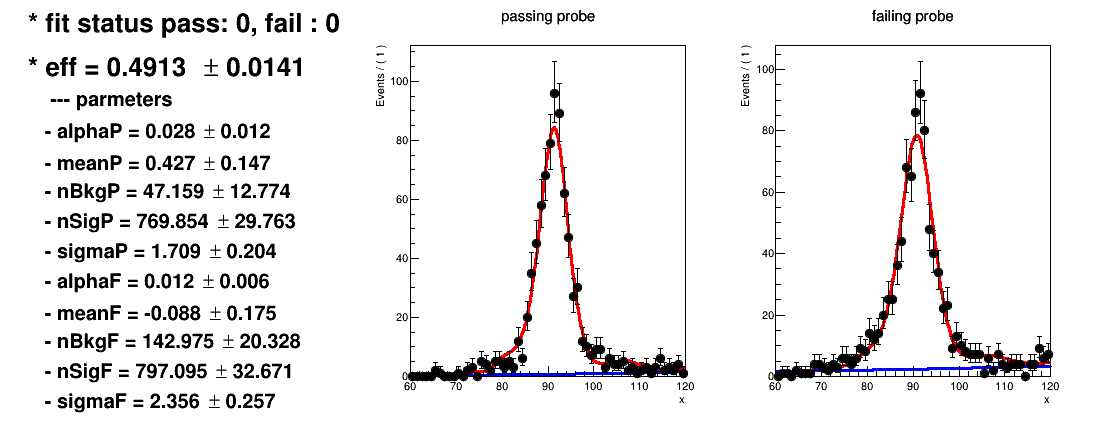 * fit status pass: 0, fail : 0
* eff = 0.4913 ± 0.0141
--- parmeters
- alphaP = 0.028 ± 0.012
- meanP = 0.427 ± 0.147
- nBkgP = 47.159 ± 12.774
- nSigP = 769.854 ± 29.763
- sigmaP = 1.709 ± 0.204
- alphaF = 0.012 ± 0.006
- meanF = -0.088 ± 0.175
- nBkgF = 142.975 ± 20.328
- nSigF = 797.095 ± 32.671
- sigmaF = 2.356 ± 0.257
passing probe
Events / ( 1 )
100
80
60
40
20
0
60 70 80 90 100 110 120
x
failing probe
Events / ( 1 )
100
80
60
40
20
0
60 70 80 90 100 110 120
x